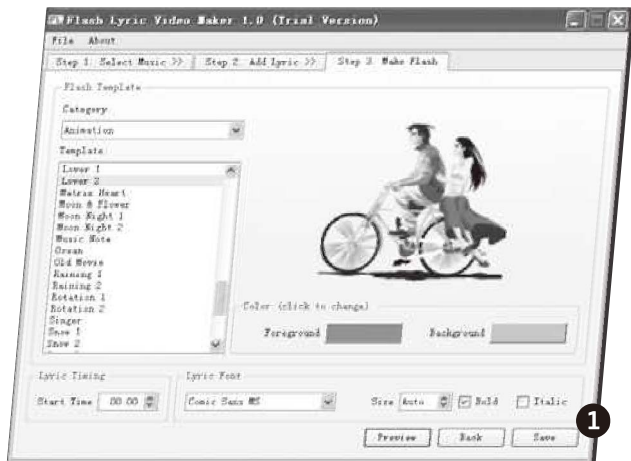 Flash Lyric Video Maker 1.0 (Trial Version)
File About
Step 1. Select Music >> Step 2. Add Lyric >> Step 3. Make Flash
Flash Template
Category
Animation
Template
Lover 1
Lover 2
Matrix Heart
Moon & Flower
Moon Night 1
Moon Night 2
Music Note
Ocean
Old Movie
Raining 1
Raining 2
Rotation 1
Rotation 2
Singer
Snow 1
Snow 2
Color (click to change)
Foreground Background
Lyric Timing Lyric Font
Start Time 00:00 Comic Sans MS Size Auto Bold Italic
1
Preview Back Save